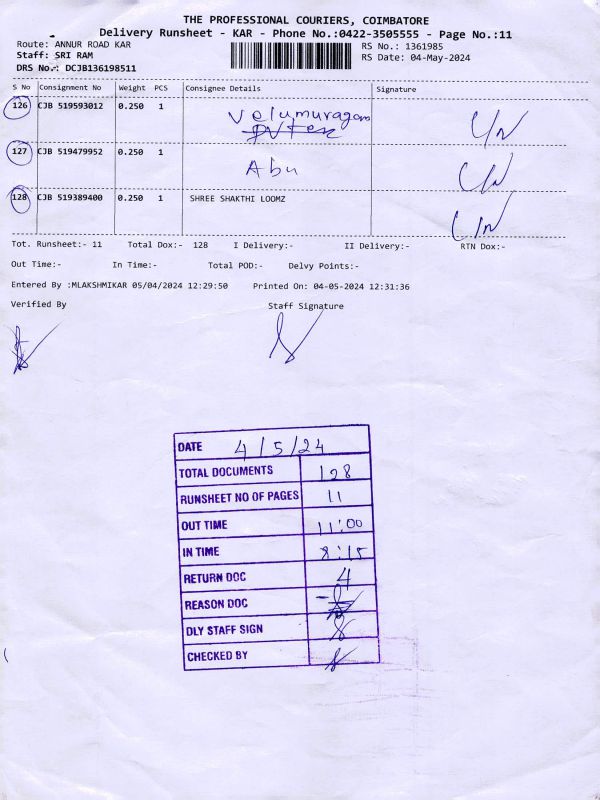 THE PROFESSIONAL COURIERS, COIMBATORE
Delivery Runsheet - KAR - Phone No.:0422-3505555 - Page No.:11
Route: ANNUR ROAD KAR RS No.: 1361985
Staff: SRI RAM RS Date: 04-May-2024
DRS No.: DCJB136198511
S No Consignment No Weight PCS Consignee Details Signature
126 CJB 519593012 0.250 1 Velumurugan
127 CJB 519479952 0.250 1 Abu
128 CJB 519389400 0.250 1 SHREE SHAKTHI LOOMZ
Tot. Runsheet:- 11 Total Dox:- 128 I Delivery:- II Delivery:- RTN Dox:-
Out Time:- In Time:- Total POD:- Delvy Points:-
Entered By :MLAKSHMIKAR 05/04/2024 12:29:50 Printed On: 04-05-2024 12:31:36
Verified By Staff Signature
DATE 4/5/24
TOTAL DOCUMENTS 128
RUNSHEET NO OF PAGES 11
OUT TIME 11:00
IN TIME 8:15
RETURN DOC 4
REASON DOC
DLY STAFF SIGN
CHECKED BY